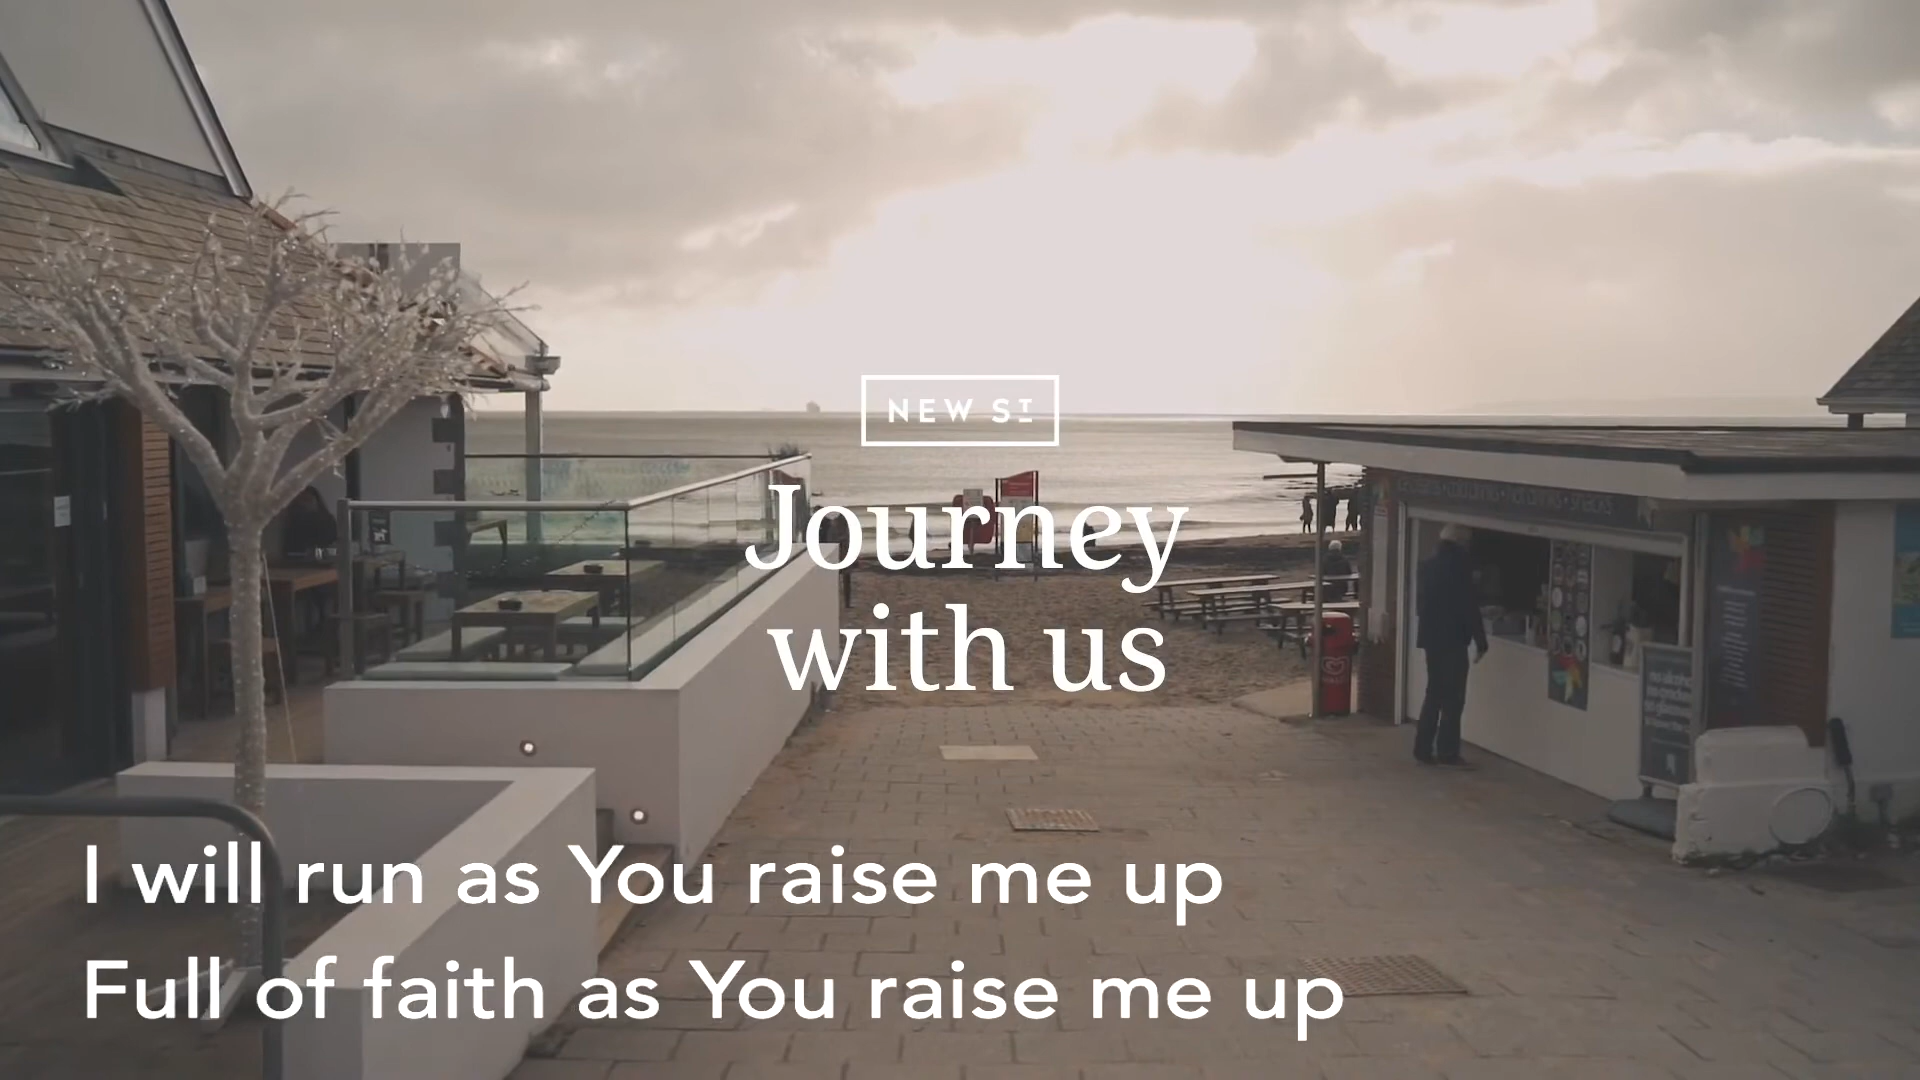 NEW ST
Journey
with us
I will run as You raise me up
Full of faith as You raise me up